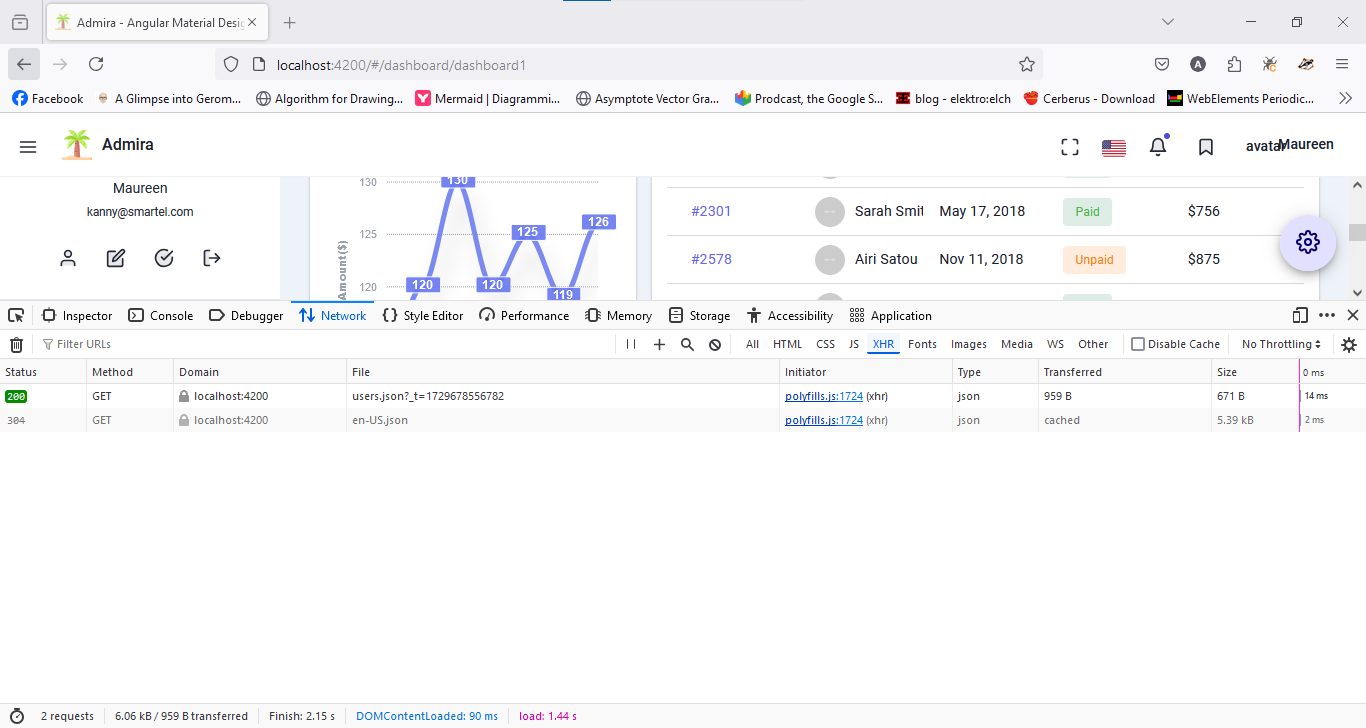 Admira - Angular Material Desig
localhost:4200/#/dashboard/dashboard1
A
Facebook
A Glimpse into Gerom...
Algorithm for Drawing...
Mermaid | Diagrammi...
Asymptote Vector Gra...
Prodcast, the Google S...
blog - elektro:elch
Cerberus - Download
WebElements Periodic...
Admira
avatar
Maureen
Maureen
kanny@smartel.com
130
125
120
Amount($)
120
130
120
125
119
126
#2301 Sarah Smit May 17, 2018 Paid $756
#2578 Airi Satou Nov 11, 2018 Unpaid $875
Inspector Console Debugger Network Style Editor Performance Memory Storage Accessibility Application
Filter URLs
All HTML CSS JS XHR Fonts Images Media WS Other Disable Cache No Throttling
Status Method Domain File Initiator Type Transferred Size 0 ms
200 GET localhost:4200 users.json?_t=1729678556782 polyfills.js:1724 (xhr) json 959 B 671 B 14 ms
304 GET localhost:4200 en-US.json polyfills.js:1724 (xhr) json cached 5.39 kB 2 ms
2 requests 6.06 kB / 959 B transferred Finish: 2.15 s DOMContentLoaded: 90 ms load: 1.44 s